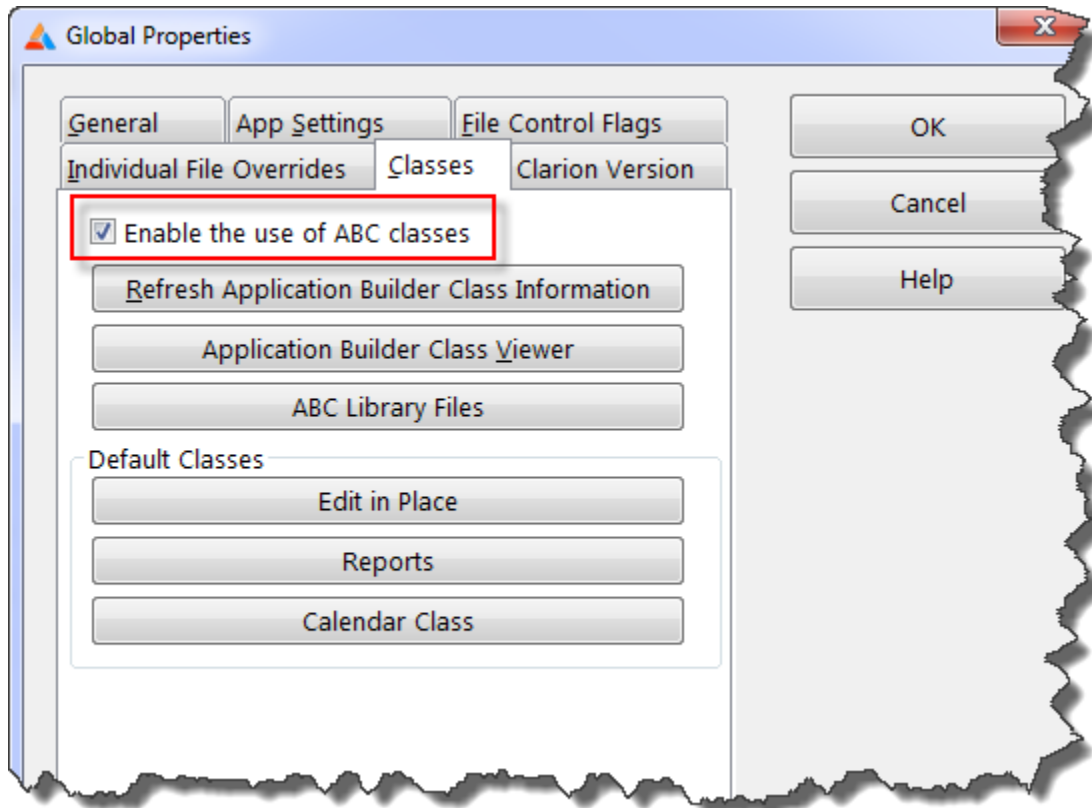 Global Properties
General
App Settings
File Control Flags
Individual File Overrides
Classes
Clarion Version
Enable the use of ABC classes
Refresh Application Builder Class Information
Application Builder Class Viewer
ABC Library Files
Default Classes
Edit in Place
Reports
Calendar Class
OK
Cancel
Help